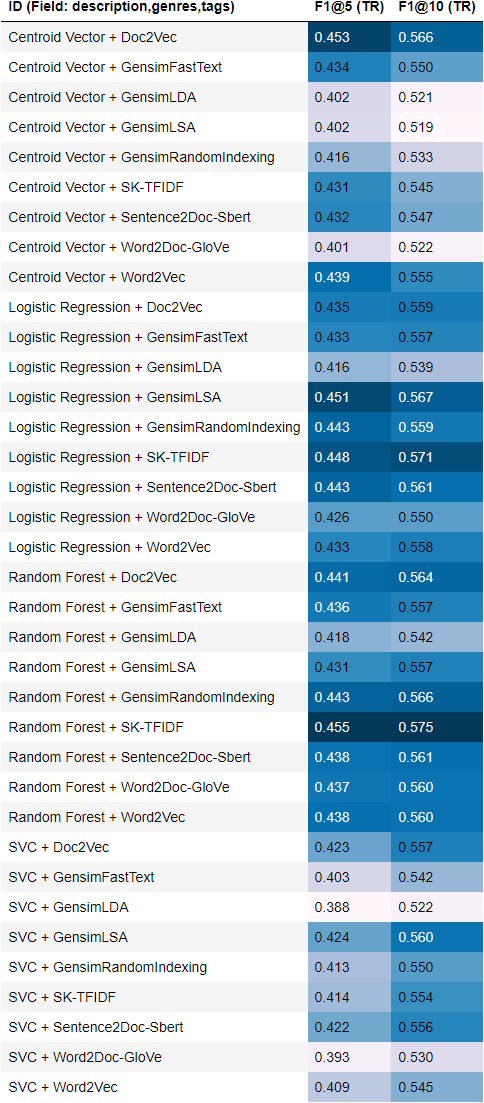 ID (Field: description,genres,tags) F1@5 (TR) F1@10 (TR)
Centroid Vector + Doc2Vec 0.453 0.566
Centroid Vector + GensimFastText 0.434 0.550
Centroid Vector + GensimLDA 0.402 0.521
Centroid Vector + GensimLSA 0.402 0.519
Centroid Vector + GensimRandomIndexing 0.416 0.533
Centroid Vector + SK-TFIDF 0.431 0.545
Centroid Vector + Sentence2Doc-Sbert 0.432 0.547
Centroid Vector + Word2Doc-GloVe 0.401 0.522
Centroid Vector + Word2Vec 0.439 0.555
Logistic Regression + Doc2Vec 0.435 0.559
Logistic Regression + GensimFastText 0.433 0.557
Logistic Regression + GensimLDA 0.416 0.539
Logistic Regression + GensimLSA 0.451 0.567
Logistic Regression + GensimRandomIndexing 0.443 0.559
Logistic Regression + SK-TFIDF 0.448 0.571
Logistic Regression + Sentence2Doc-Sbert 0.443 0.561
Logistic Regression + Word2Doc-GloVe 0.426 0.550
Logistic Regression + Word2Vec 0.433 0.558
Random Forest + Doc2Vec 0.441 0.564
Random Forest + GensimFastText 0.436 0.557
Random Forest + GensimLDA 0.418 0.542
Random Forest + GensimLSA 0.431 0.557
Random Forest + GensimRandomIndexing 0.443 0.566
Random Forest + SK-TFIDF 0.455 0.575
Random Forest + Sentence2Doc-Sbert 0.438 0.561
Random Forest + Word2Doc-GloVe 0.437 0.560
Random Forest + Word2Vec 0.438 0.560
SVC + Doc2Vec 0.423 0.557
SVC + GensimFastText 0.403 0.542
SVC + GensimLDA 0.388 0.522
SVC + GensimLSA 0.424 0.560
SVC + GensimRandomIndexing 0.413 0.550
SVC + SK-TFIDF 0.414 0.554
SVC + Sentence2Doc-Sbert 0.422 0.556
SVC + Word2Doc-GloVe 0.393 0.530
SVC + Word2Vec 0.409 0.545